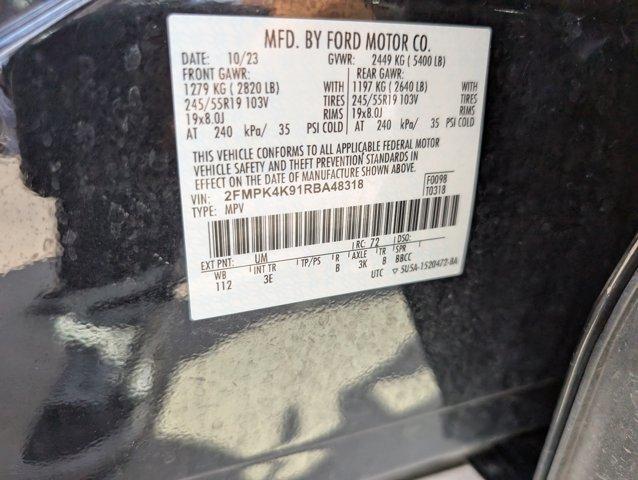 MFD. BY FORD MOTOR CO.
DATE: 10/23 GVWR: 2449 KG ( 5400 LB)
FRONT GAWR: REAR GAWR:
1279 KG ( 2820 LB) WITH 1197 KG ( 2640 LB) WITH
245/55R19 103V TIRES 245/55R19 103V TIRES
19x8.0J RIMS 19x8.0J RIMS
AT 240 kPa/ 35 PSI COLD AT 240 kPa/ 35 PSI COLD
THIS VEHICLE CONFORMS TO ALL APPLICABLE FEDERAL MOTOR
VEHICLE SAFETY AND THEFT PREVENTION STANDARDS IN
EFFECT ON THE DATE OF MANUFACTURE SHOWN ABOVE.
VIN: 2FMPK4K91RBA48318 F0098
TYPE: MPV T0318
EXT PNT: UM RC: 72 DSO:
WB INT TR TP/PS R AXLE TR SPR
112 3E B 3K B BBCC
UTC 5U5A-1520472-BA